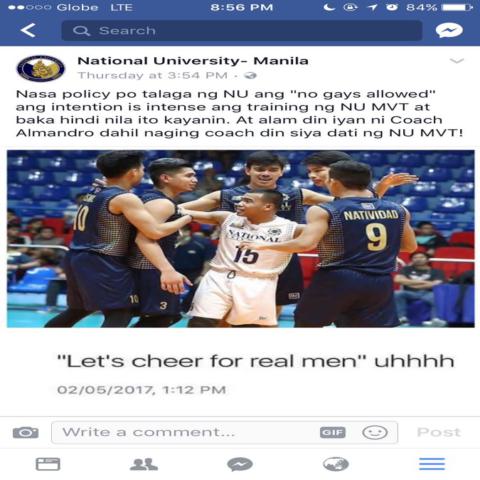 Globe LTE 8:56 PM 84%
Search
National University- Manila
Thursday at 3:54 PM ·
Nasa policy po talaga ng NU ang "no gays allowed"
ang intention is intense ang training ng NU MVT at
baka hindi nila ito kayanin. At alam din iyan ni Coach
Almandro dahil naging coach din siya dati ng NU MVT!
NATIVIDAD
9
10
NATIONAL
15
10
3
"Let's cheer for real men" uhhhh
02/05/2017, 1:12 PM
Write a comment...
GIF
Post